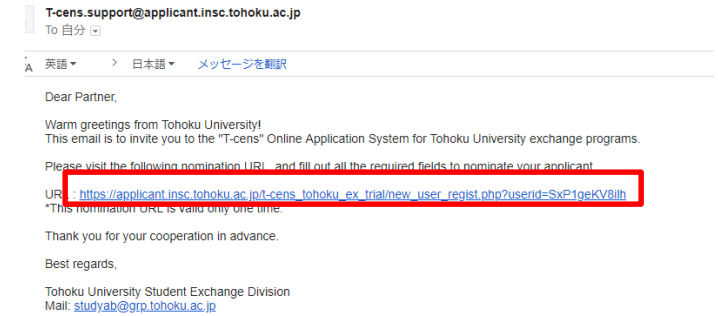 T-cens.support@applicant.insc.tohoku.ac.jp
To 自分
英語 > 日本語 メッセージを翻訳
Dear Partner,
Warm greetings from Tohoku University!
This email is to invite you to the "T-cens" Online Application System for Tohoku University exchange programs.
Please visit the following nomination URL, and fill out all the required fields to nominate your applicant.
URL : https://applicant.insc.tohoku.ac.jp/t-cens_tohoku_ex_trial/new_user_regist.php?userid=SxP1geKV8ilh
*This nomination URL is valid only one time.
Thank you for your cooperation in advance.
Best regards,
Tohoku University Student Exchange Division
Mail: studyab@grp.tohoku.ac.jp